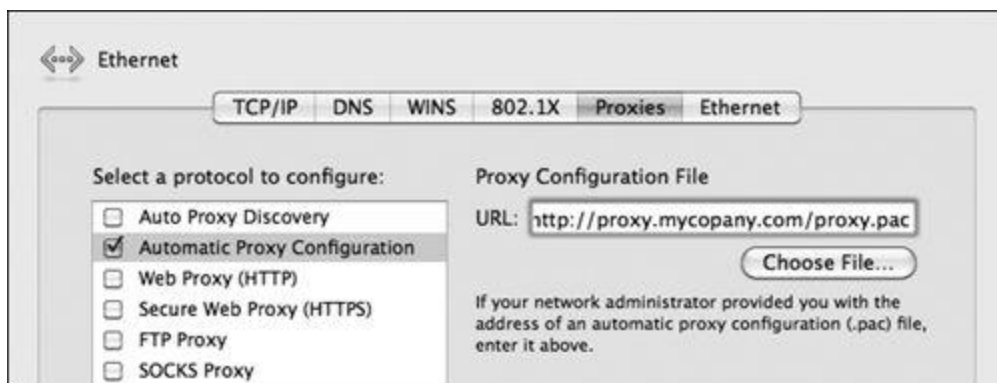 Ethernet
TCP/IP DNS WINS 802.1X Proxies Ethernet
Select a protocol to configure:
Auto Proxy Discovery
Automatic Proxy Configuration
Web Proxy (HTTP)
Secure Web Proxy (HTTPS)
FTP Proxy
SOCKS Proxy
Proxy Configuration File
URL: http://proxy.mycopany.com/proxy.pac
Choose File...
If your network administrator provided you with the
address of an automatic proxy configuration (.pac) file,
enter it above.